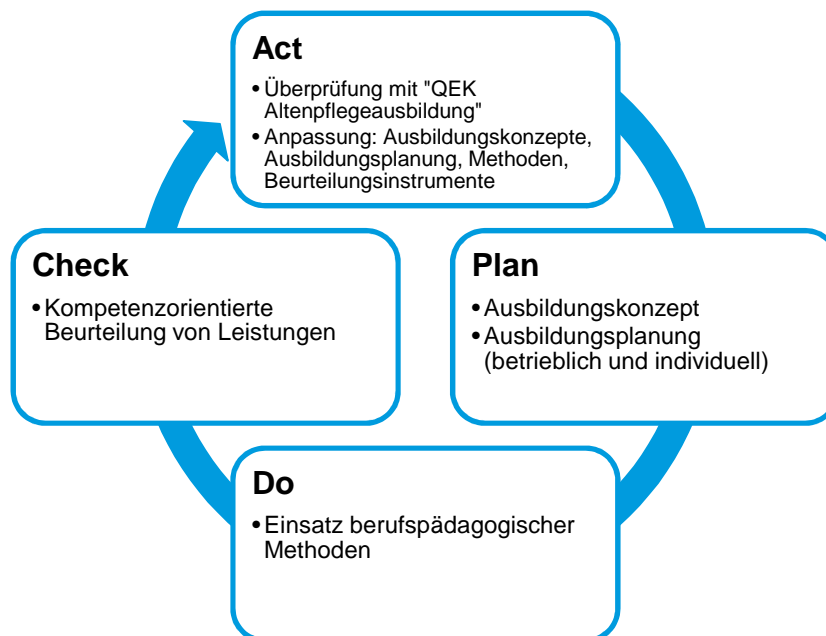 Act
• Überprüfung mit "QEK
Altenpflegeausbildung"
• Anpassung: Ausbildungskonzepte,
Ausbildungsplanung, Methoden,
Beurteilungsinstrumente
Check
• Kompetenzorientierte
Beurteilung von Leistungen
Plan
• Ausbildungskonzept
• Ausbildungsplanung
(betrieblich und individuell)
Do
• Einsatz berufspädagogischer
Methoden